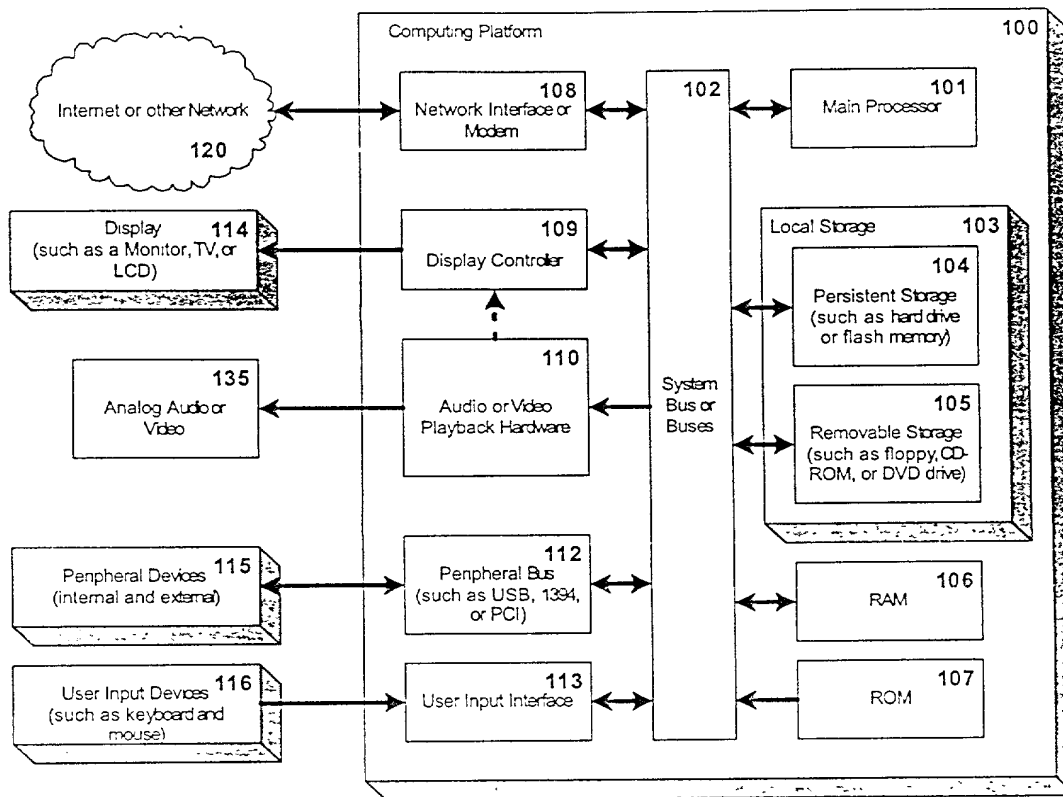 Computing Platform
100
Internet or other Network
120
108
Network Interface or
Modem
102
System
Bus or
Buses
101
Main Processor
Display
114
(such as a Monitor, TV, or
LCD)
109
Display Controller
Local Storage
103
104
Persistent Storage
(such as hard drive
or flash memory)
135
Analog Audio or
Video
110
Audio or Video
Playback Hardware
105
Removable Storage
(such as floppy, CD-
ROM, or DVD drive)
115
Peripheral Devices
(internal and external)
112
Peripheral Bus
(such as USB, 1394,
or PCI)
106
RAM
User Input Devices
116
(such as keyboard and
mouse)
113
User Input Interface
107
ROM